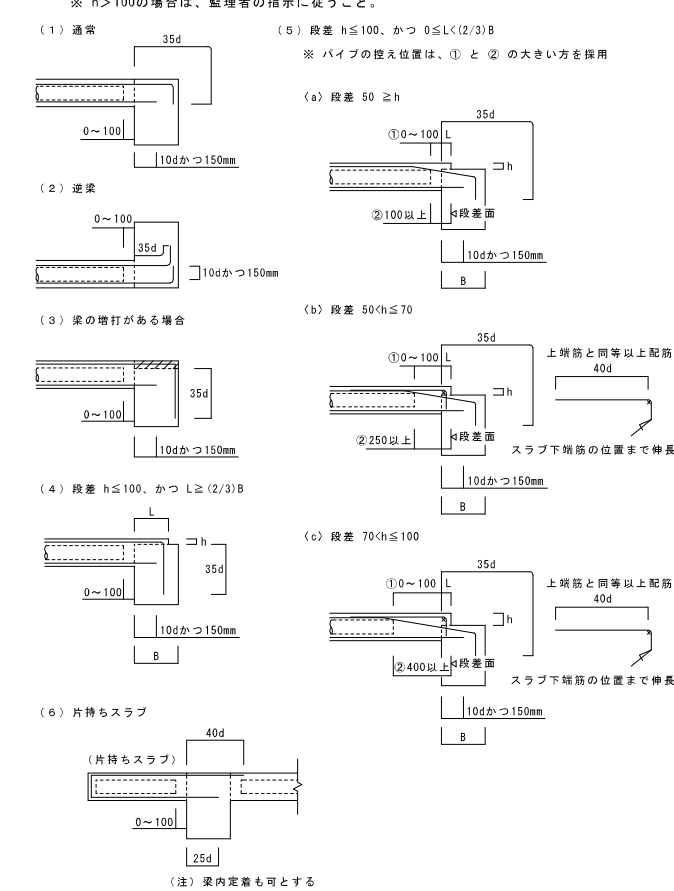 ※ h＞100の場合は、監理者の指示に従うこと。
（１）通常
35d
0～100
10dかつ150mm
（２）逆梁
0～100
35d
10dかつ150mm
（３）梁の増打がある場合
35d
0～100
10dかつ150mm
（４）段差 h≦100、かつ L≧(2/3)B
L
h
35d
0～100
10dかつ150mm
B
（５）段差 h≦100、かつ 0≦L<(2/3)B
※ パイプの控え位置は、① と ② の大きい方を採用
〈a〉段差 50 ≧h
35d
①0～100 L
h
②100以上
段差面
10dかつ150mm
B
〈b〉段差 50<h≦70
35d
①0～100 L
h
②250以上
段差面
10dかつ150mm
B
上端筋と同等以上配筋
40d
スラブ下端筋の位置まで伸長
〈c〉段差 70<h≦100
35d
①0～100 L
h
②400以上
段差面
10dかつ150mm
B
上端筋と同等以上配筋
40d
スラブ下端筋の位置まで伸長
（６）片持ちスラブ
40d
（片持ちスラブ）
0～100
25d
（注）梁内定着も可とする